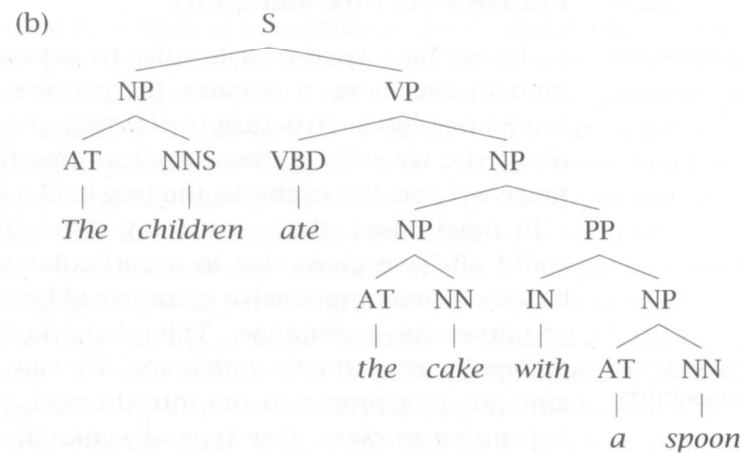 (b) S
NP VP
AT NNS VBD NP
The children ate NP PP
AT NN IN NP
the cake with AT NN
a spoon